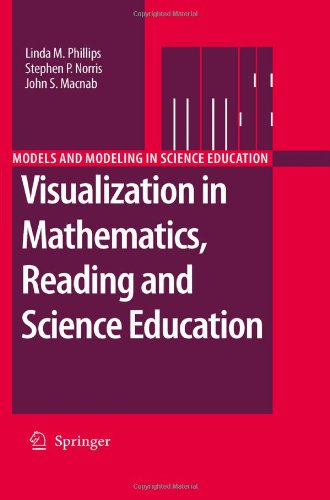 Linda M. Phillips
Stephen P. Norris
John S. Macnab
MODELS AND MODELING IN SCIENCE EDUCATION
Visualization in
Mathematics,
Reading and
Science Education
Springer